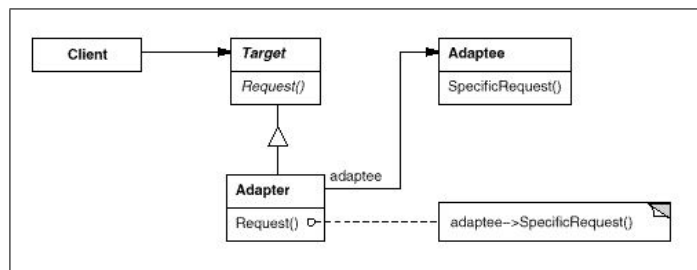 Client
Target
Request()
Adaptee
SpecificRequest()
adaptee
Adapter
Request()
adaptee->SpecificRequest()